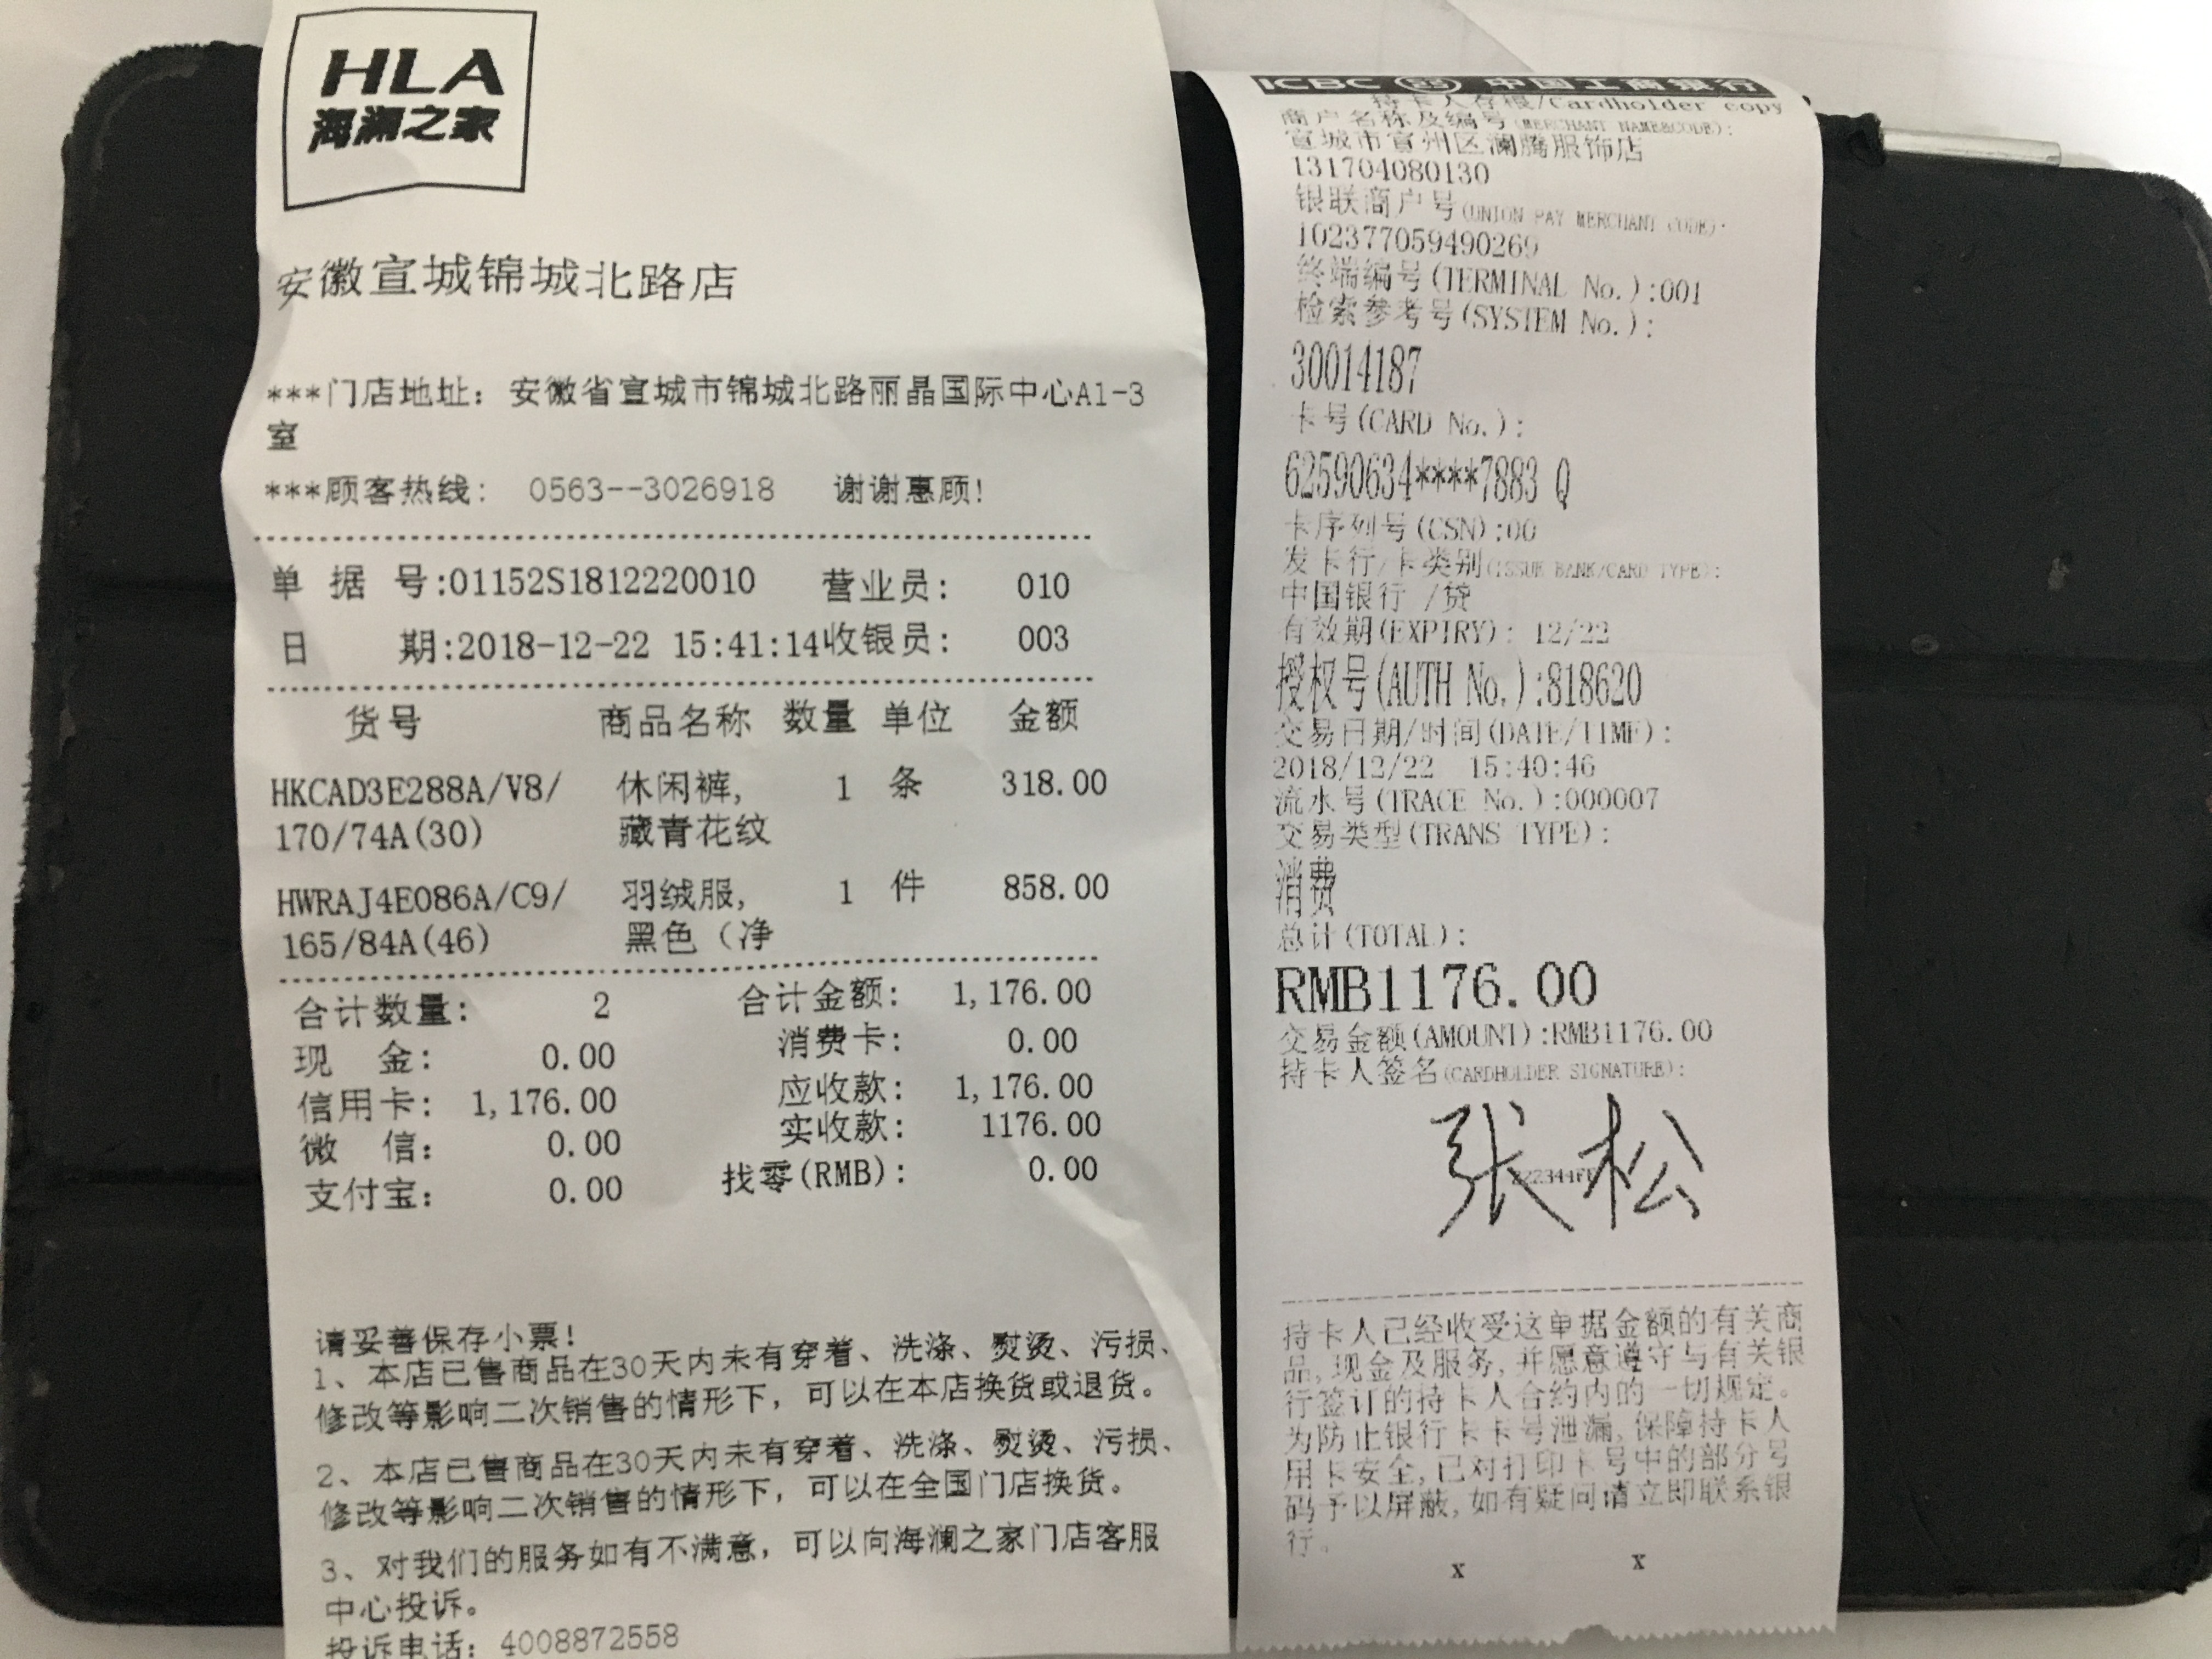 HLA
海澜之家
安徽宣城锦城北路店
***门店地址：安徽省宣城市锦城北路丽晶国际中心A1-3
室
***顾客热线： 0563--3026918 谢谢惠顾!
单 据 号:01152S1812220010 营业员： 010
日 期:2018-12-22 15:41:14收银员： 003
货号 商品名称 数量 单位 金额
HKCAD3E288A/V8/ 休闲裤, 1 条 318.00
170/74A(30) 藏青花纹
HWRAJ4E086A/C9/ 羽绒服, 1 件 858.00
165/84A(46) 黑色（净
合计数量： 2 合计金额： 1,176.00
现 金： 0.00 消费卡： 0.00
信用卡： 1,176.00 应收款： 1,176.00
微 信： 0.00 实收款： 1176.00
支付宝： 0.00 找零(RMB)： 0.00
请妥善保存小票!
1、本店已售商品在30天内未有穿着、洗涤、熨烫、污损、
修改等影响二次销售的情形下，可以在本店换货或退货。
2、本店已售商品在30天内未有穿着、洗涤、熨烫、污损、
修改等影响二次销售的情形下，可以在全国门店换货。
3、对我们的服务如有不满意，可以向海澜之家门店客服
中心投诉。
投诉电话：4008872558
ICBC 中国工商银行
持卡人存根/Cardholder copy
商户名称及编号(MERCHANT NAME&CODE):
宣城市宣州区澜腾服饰店
131704080130
银联商户号(UNION PAY MERCHANT CODE):
102377059490269
终端编号(TERMINAL No.):001
检索参考号(SYSTEM No.):
30014187
卡号(CARD No.):
62590634****7883 Q
卡序列号(CSN):00
发卡行/卡类别(ISSUE BANK/CARD TYPE):
中国银行 /贷
有效期(EXPIRY): 12/22
授权号(AUTH No.):818620
交易日期/时间(DATE/TIME):
2018/12/22 15:40:46
流水号(TRACE No.):000007
交易类型(TRANS TYPE):
消费
总计(TOTAL):
RMB1176.00
交易金额(AMOUNT):RMB1176.00
持卡人签名(CARDHOLDER SIGNATURE):
张松
持卡人已经收受这单据金额的有关商
品,现金及服务,并愿意遵守与有关银
行签订的持卡人合约内的一切规定。
为防止银行卡卡号泄漏,保障持卡人
用卡安全,已对打印卡号中的部分号
码予以屏蔽,如有疑问请立即联系银
行。
x x